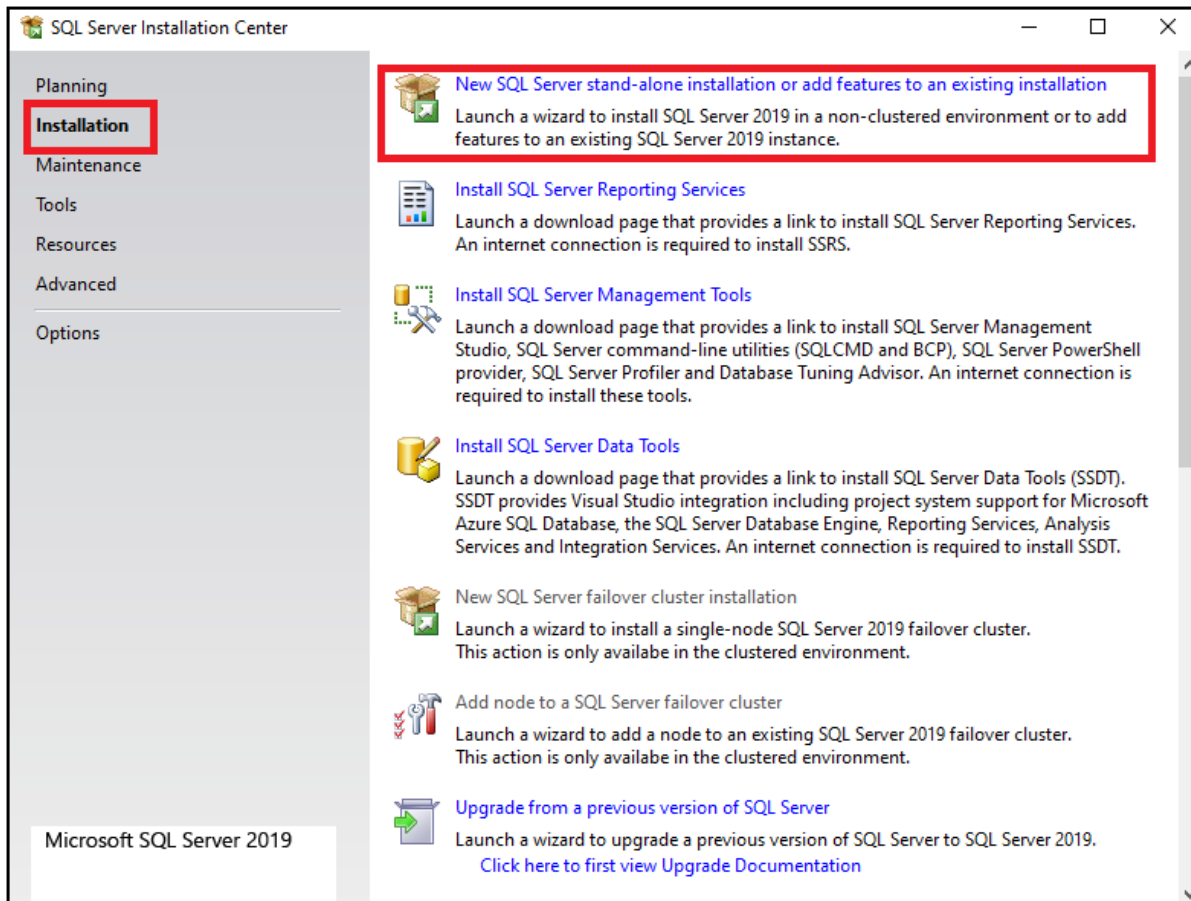 SQL Server Installation Center
Planning
Installation
Maintenance
Tools
Resources
Advanced
Options
Microsoft SQL Server 2019
New SQL Server stand-alone installation or add features to an existing installation
Launch a wizard to install SQL Server 2019 in a non-clustered environment or to add
features to an existing SQL Server 2019 instance.
Install SQL Server Reporting Services
Launch a download page that provides a link to install SQL Server Reporting Services.
An internet connection is required to install SSRS.
Install SQL Server Management Tools
Launch a download page that provides a link to install SQL Server Management
Studio, SQL Server command-line utilities (SQLCMD and BCP), SQL Server PowerShell
provider, SQL Server Profiler and Database Tuning Advisor. An internet connection is
required to install these tools.
Install SQL Server Data Tools
Launch a download page that provides a link to install SQL Server Data Tools (SSDT).
SSDT provides Visual Studio integration including project system support for Microsoft
Azure SQL Database, the SQL Server Database Engine, Reporting Services, Analysis
Services and Integration Services. An internet connection is required to install SSDT.
New SQL Server failover cluster installation
Launch a wizard to install a single-node SQL Server 2019 failover cluster.
This action is only availabe in the clustered environment.
Add node to a SQL Server failover cluster
Launch a wizard to add a node to an existing SQL Server 2019 failover cluster.
This action is only availabe in the clustered environment.
Upgrade from a previous version of SQL Server
Launch a wizard to upgrade a previous version of SQL Server to SQL Server 2019.
Click here to first view Upgrade Documentation